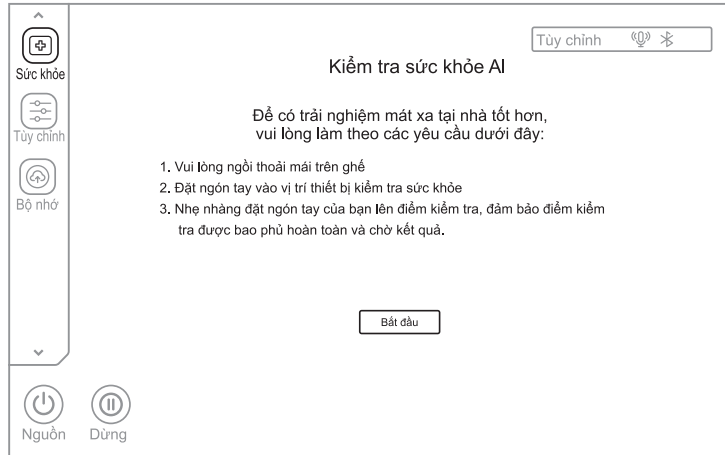 Sức khỏe
Tùy chỉnh
Bộ nhớ
Tùy chỉnh
Kiểm tra sức khỏe AI
Để có trải nghiệm mát xa tại nhà tốt hơn,
vui lòng làm theo các yêu cầu dưới đây:
1. Vui lòng ngồi thoải mái trên ghế
2. Đặt ngón tay vào vị trí thiết bị kiểm tra sức khỏe
3. Nhẹ nhàng đặt ngón tay của bạn lên điểm kiểm tra, đảm bảo điểm kiểm
tra được bao phủ hoàn toàn và chờ kết quả.
Bắt đầu
Nguồn
Dừng